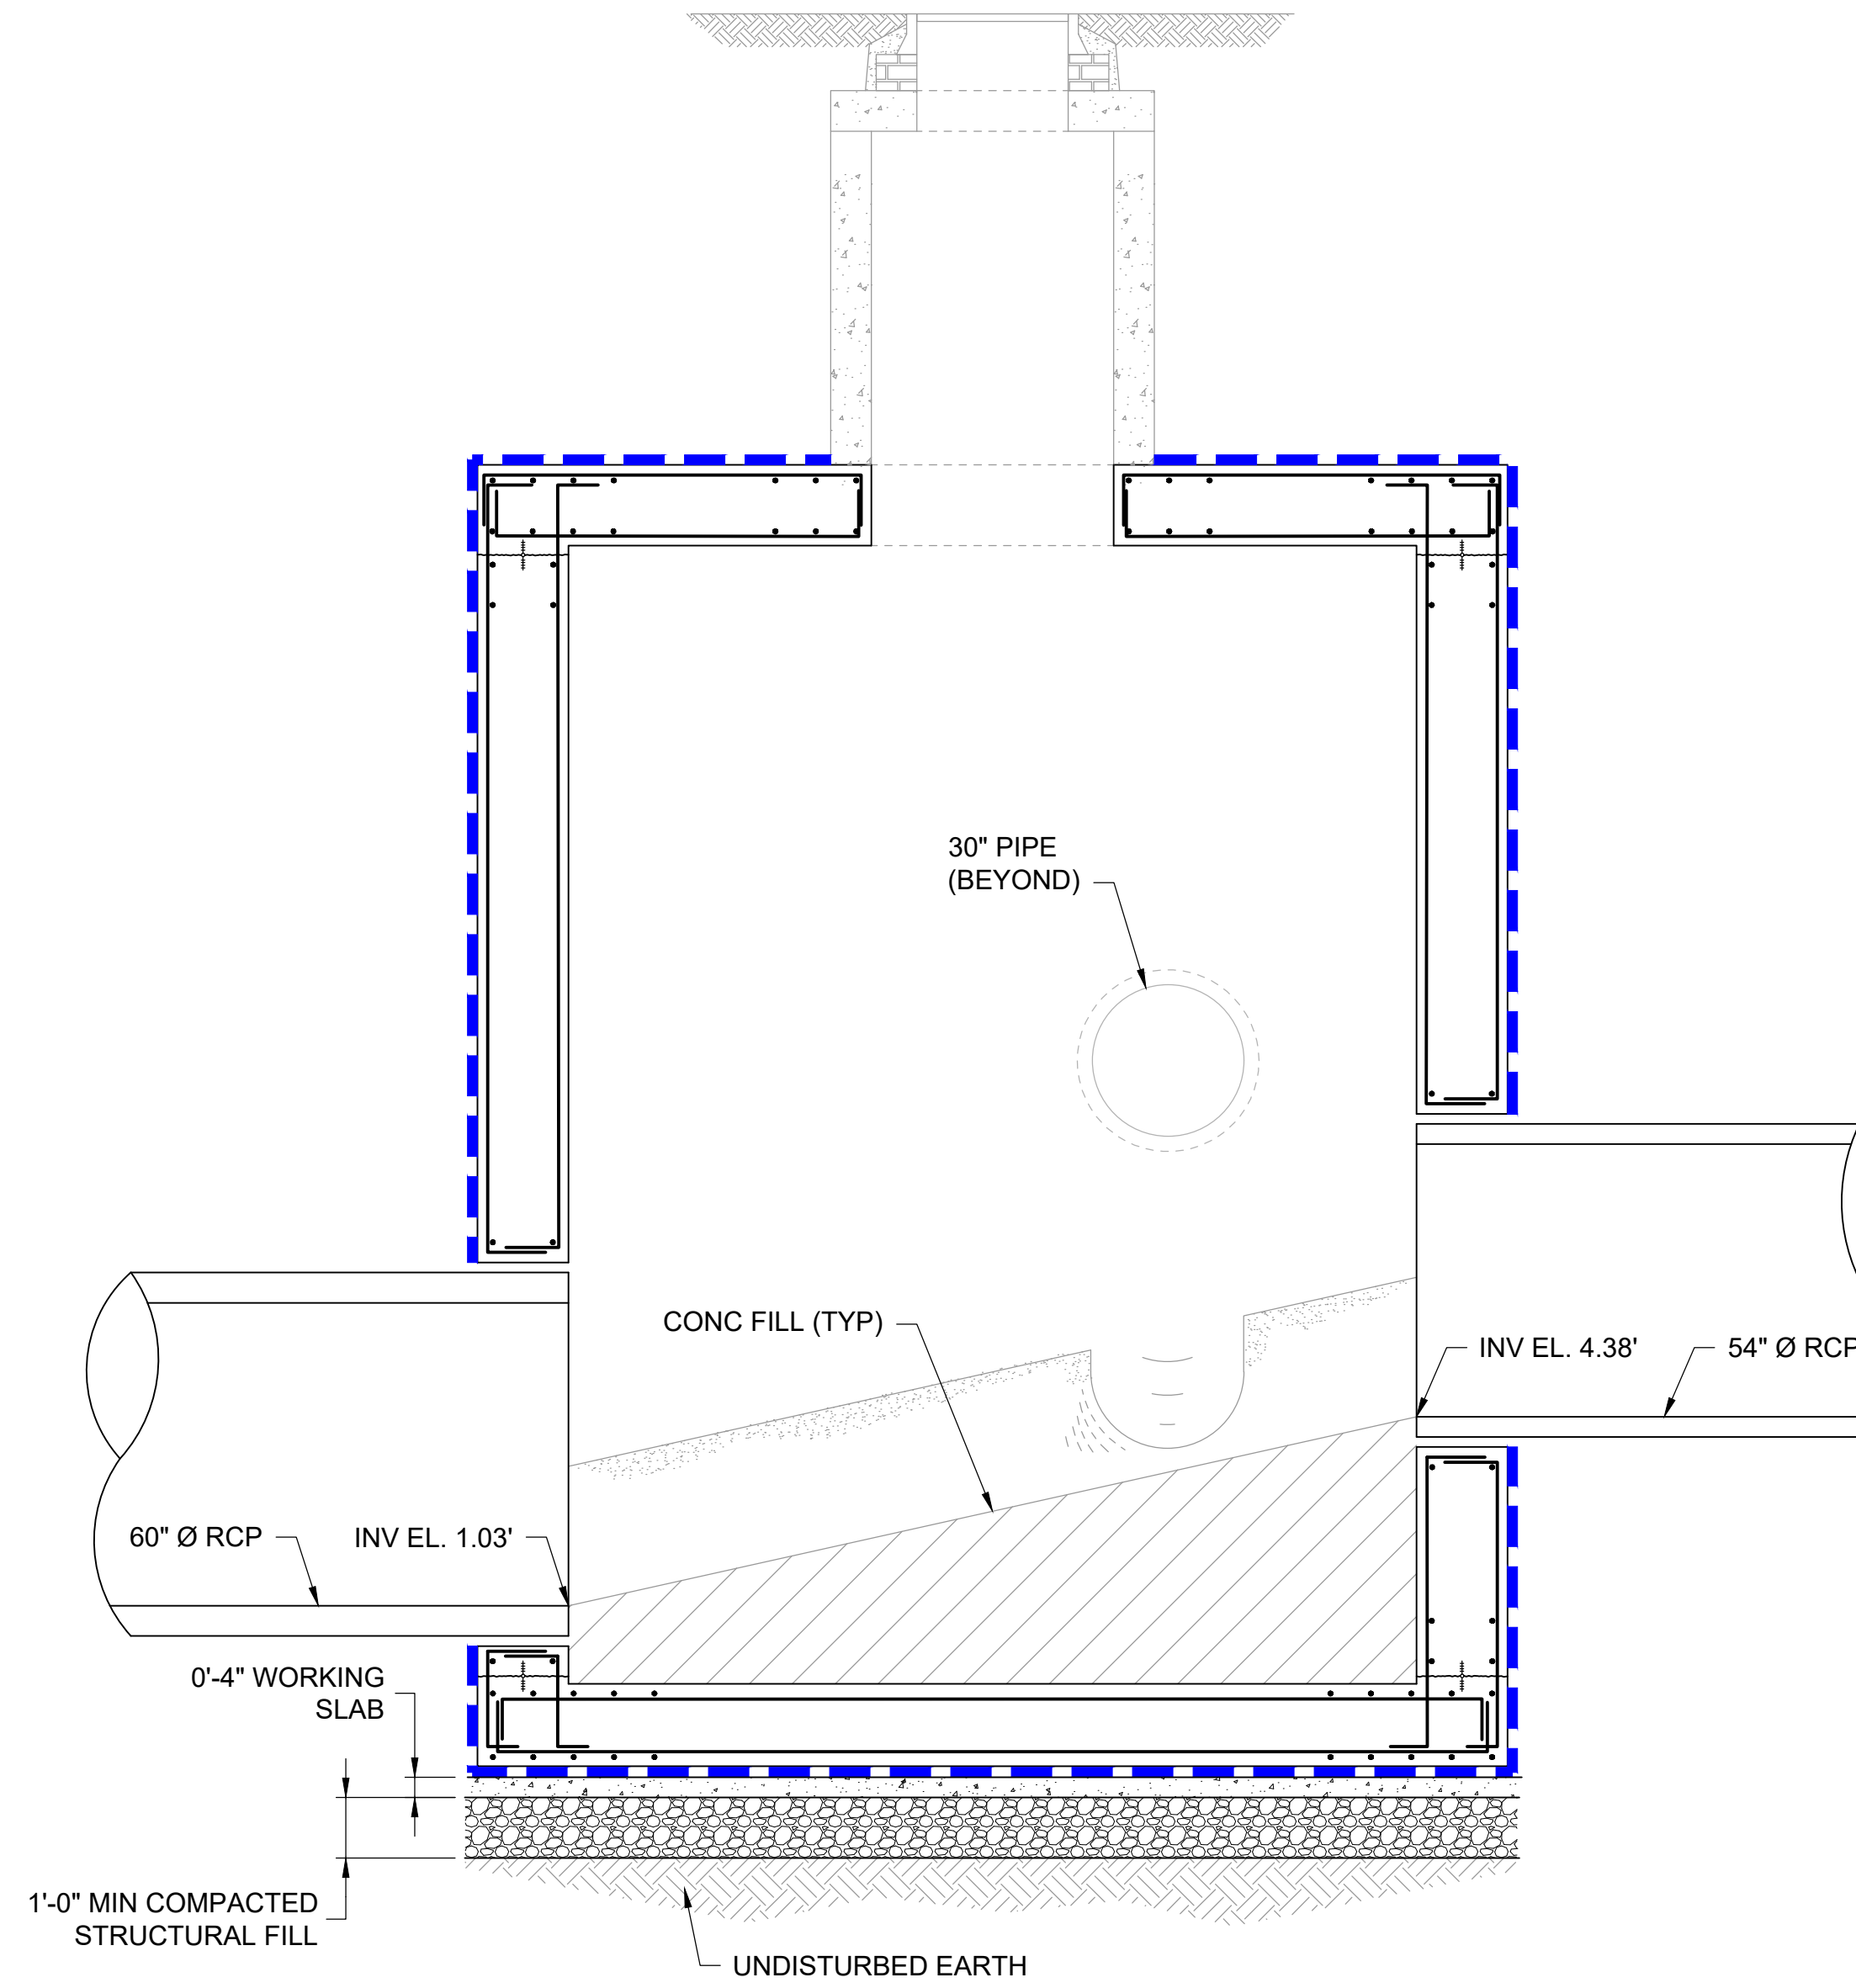 30" PIPE
(BEYOND)
CONC FILL (TYP)
INV EL. 4.38'
54" Ø RCP
60" Ø RCP
INV EL. 1.03'
0'-4" WORKING
SLAB
1'-0" MIN COMPACTED
STRUCTURAL FILL
UNDISTURBED EARTH